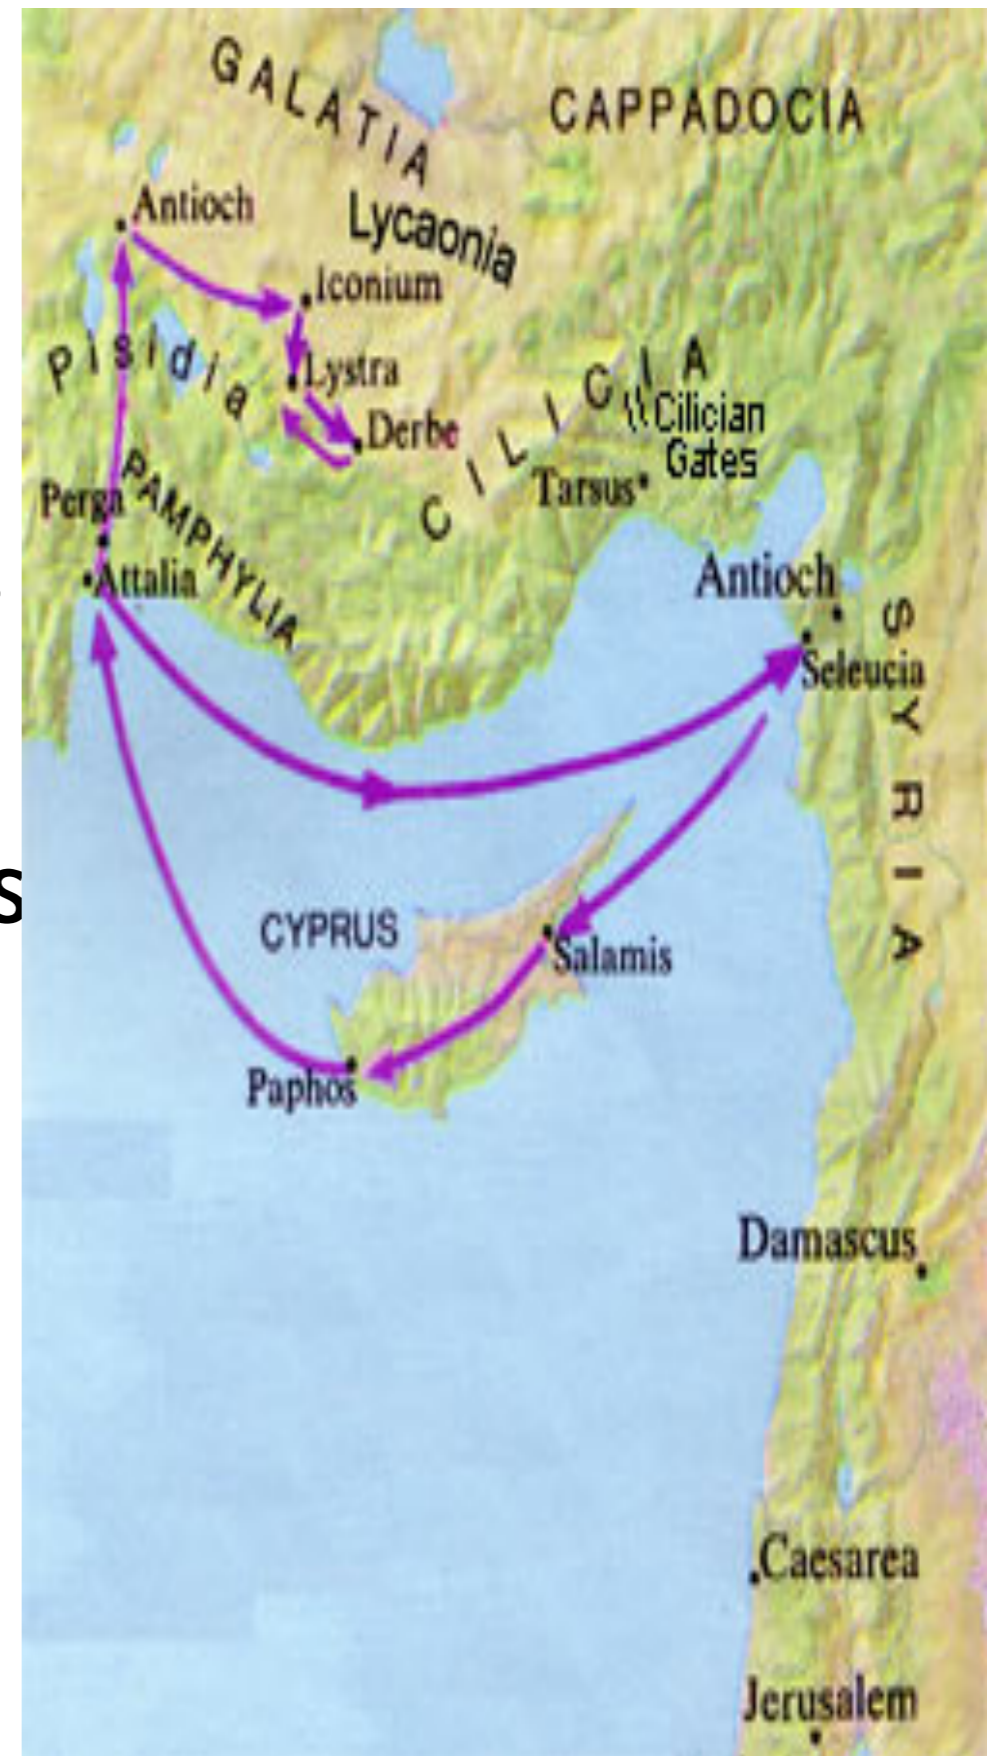 GALATIA
CAPPADOCIA
Antioch
Lycaonia
Iconium
Pisidia
Lystra
CILICIA
Cilician
Gates
Derbe
PAMPHYLIA
Perga
Tarsus
Attalia
Antioch
Seleucia
SYRIA
s
CYPRUS
Salamis
Paphos
Damascus
Caesarea
Jerusalem